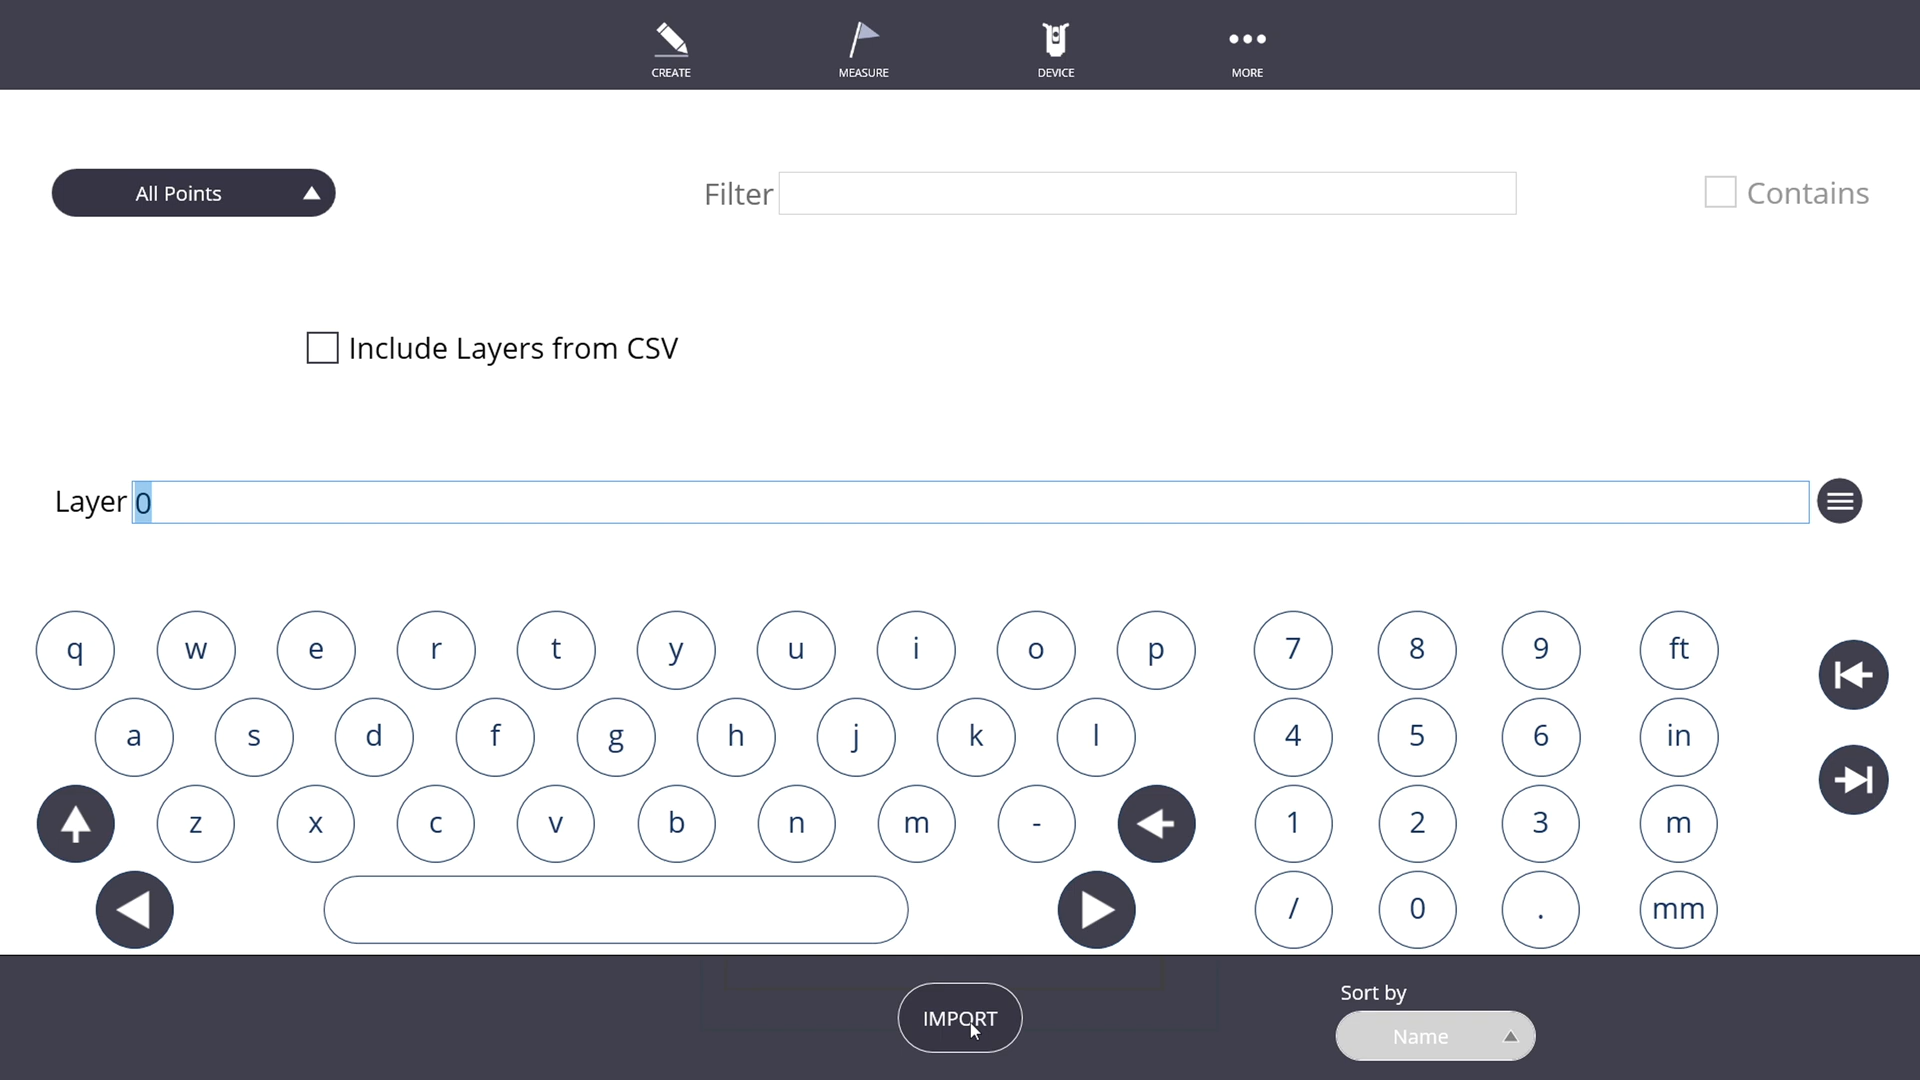 CREATE MEASURE DEVICE MORE
All Points Filter Contains
Include Layers from CSV
Layer 0
q w e r t y u i o p 7 8 9 ft
a s d f g h j k l 4 5 6 in
z x c v b n m - 1 2 3 m
/ 0 . mm
Sort by
IMPORT
Name